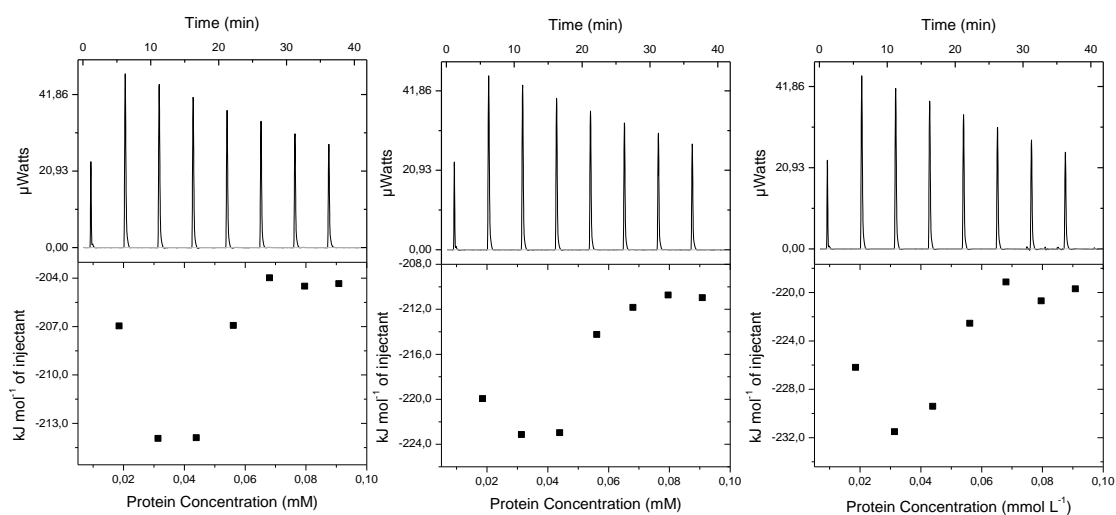 Time (min)
0 10 20 30 40
41,86
20,93
0,00
µWatts
-204,0
-207,0
-210,0
-213,0
kJ mol⁻¹ of injectant
0,02 0,04 0,06 0,08 0,10
Protein Concentration (mM)
Time (min)
0 10 20 30 40
41,86
20,93
0,00
µWatts
-208,0
-212,0
-216,0
-220,0
-224,0
kJ mol⁻¹ of injectant
0,02 0,04 0,06 0,08 0,10
Protein Concentration (mM)
Time (min)
0 10 20 30 40
41,86
20,93
0,00
µWatts
-220,0
-224,0
-228,0
-232,0
kJ mol⁻¹ of injectant
0,00 0,02 0,04 0,06 0,08 0,10
Protein Concentration (mmol L⁻¹)